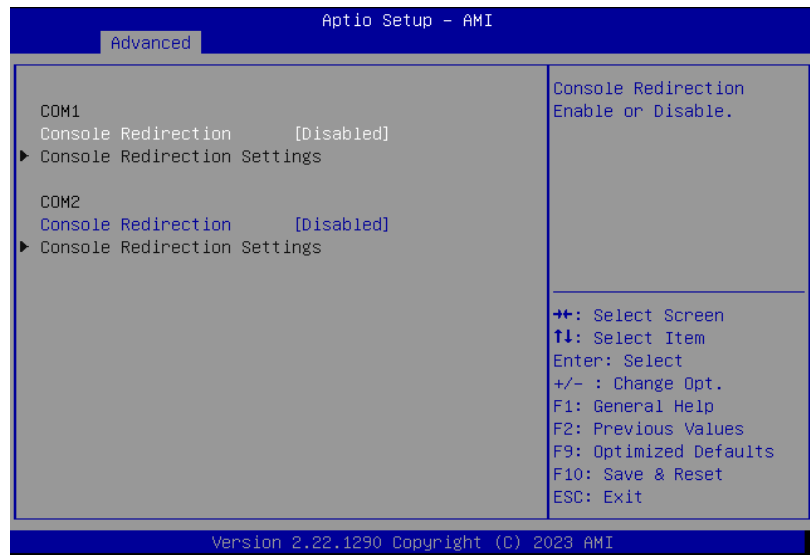 Aptio Setup – AMI
Advanced
COM1
Console Redirection [Disabled]
▶ Console Redirection Settings
COM2
Console Redirection [Disabled]
▶ Console Redirection Settings
Console Redirection
Enable or Disable.
→←: Select Screen
↑↓: Select Item
Enter: Select
+/- : Change Opt.
F1: General Help
F2: Previous Values
F9: Optimized Defaults
F10: Save & Reset
ESC: Exit
Version 2.22.1290 Copyright (C) 2023 AMI